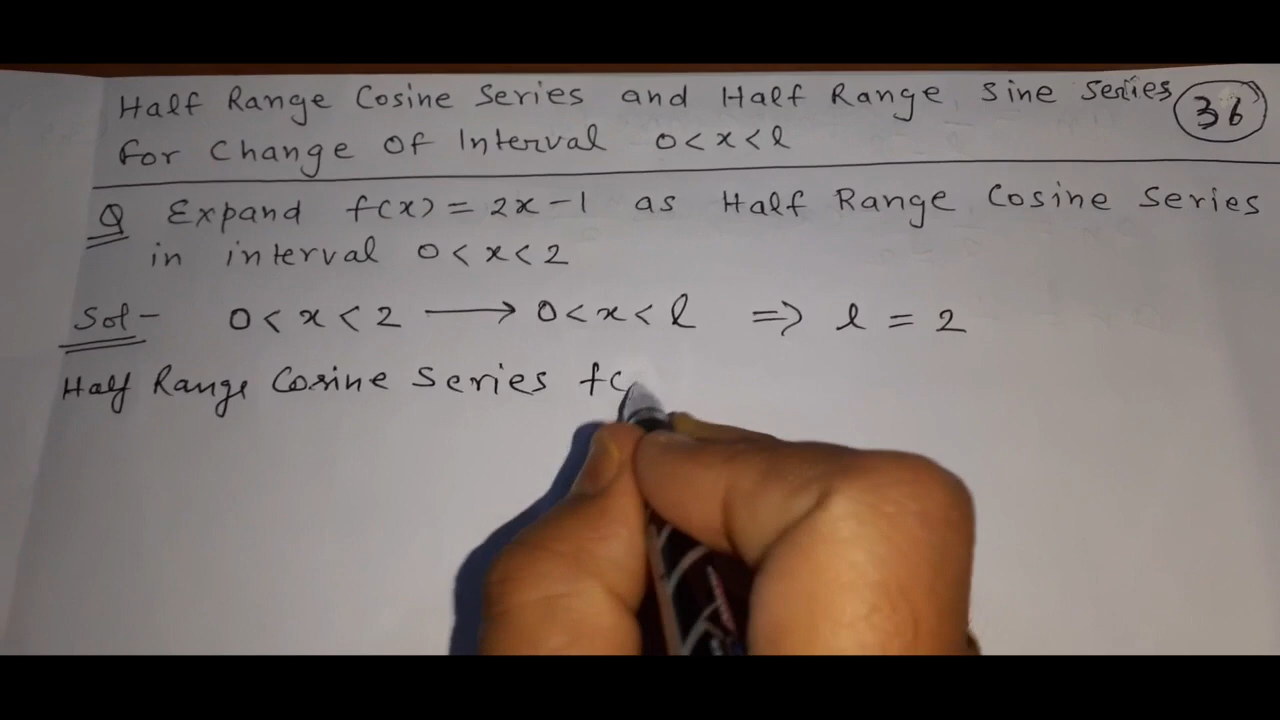 Half Range Cosine Series and Half Range Sine Series 36
For Change Of Interval 0<x<l
Q Expand f(x) = 2x-1 as Half Range Cosine Series
in interval 0<x<2
Sol- 0<x<2 ⟶ 0<x<l ⇒ l = 2
Half Range Cosine Series f(